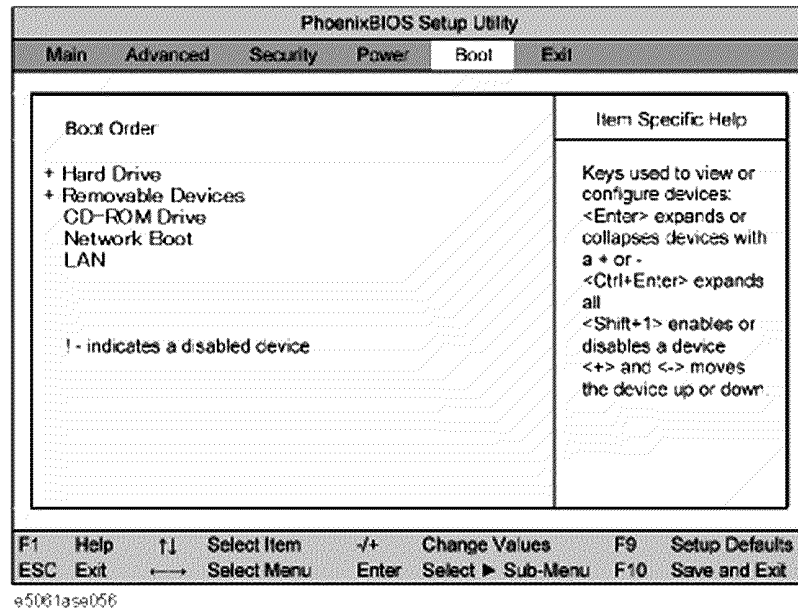 PhoenixBIOS Setup Utility
Main Advanced Security Power Boot Exit
Boot Order
+ Hard Drive
+ Removable Devices
CD-ROM Drive
Network Boot
LAN
! - indicates a disabled device
Item Specific Help
Keys used to view or
configure devices:
<Enter> expands or
collapses devices with
a + or -
<Ctrl+Enter> expands
all
<Shift+1> enables or
disables a device
<+> and <-> moves
the device up or down.
F1 Help ↑↓ Select Item -/+ Change Values F9 Setup Defaults
ESC Exit ←→ Select Menu Enter Select ▶ Sub-Menu F10 Save and Exit
e5061ase056